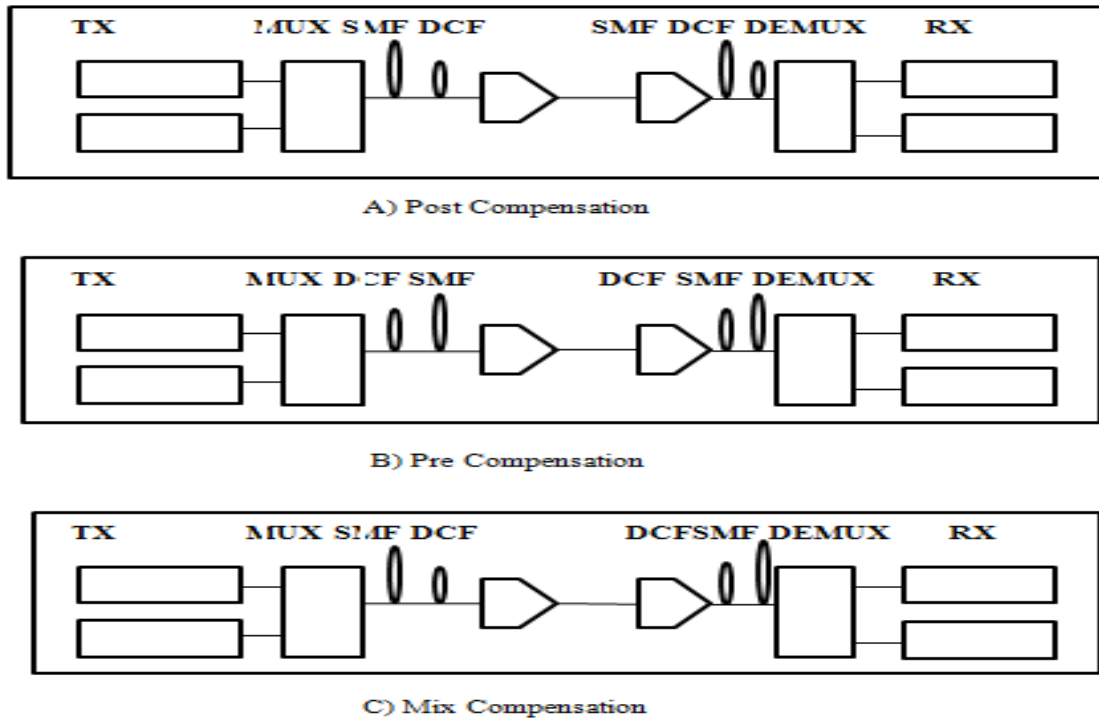 TX MUX SMF DCF SMF DCF DEMUX RX
A) Post Compensation
TX MUX DCF SMF DCF SMF DEMUX RX
B) Pre Compensation
TX MUX SMF DCF DCFSMF DEMUX RX
C) Mix Compensation